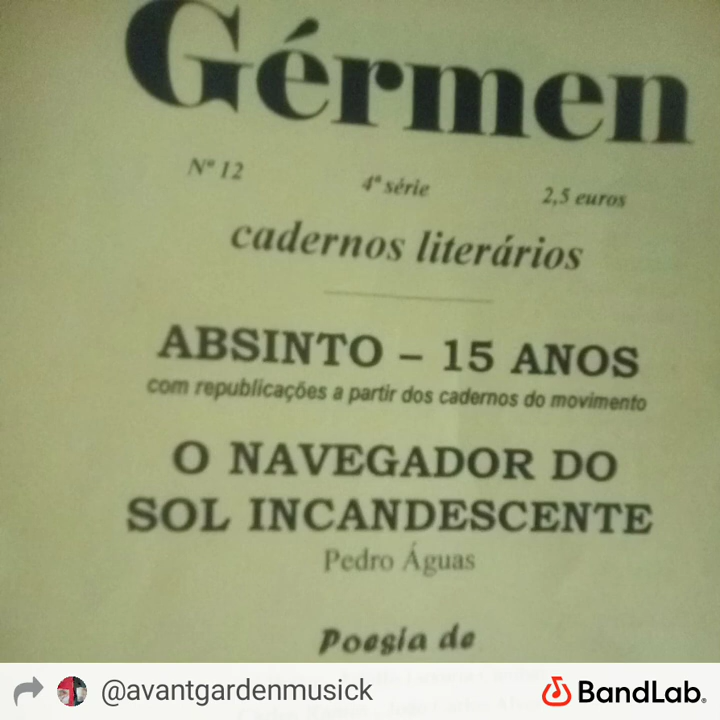 Gérmen
Nº 12 4ª série 2,5 euros
cadernos literários
ABSINTO – 15 ANOS
com republicações a partir dos cadernos do movimento
O NAVEGADOR DO
SOL INCANDESCENTE
Pedro Águas
Poesia de
@avantgardenmusick BandLab.